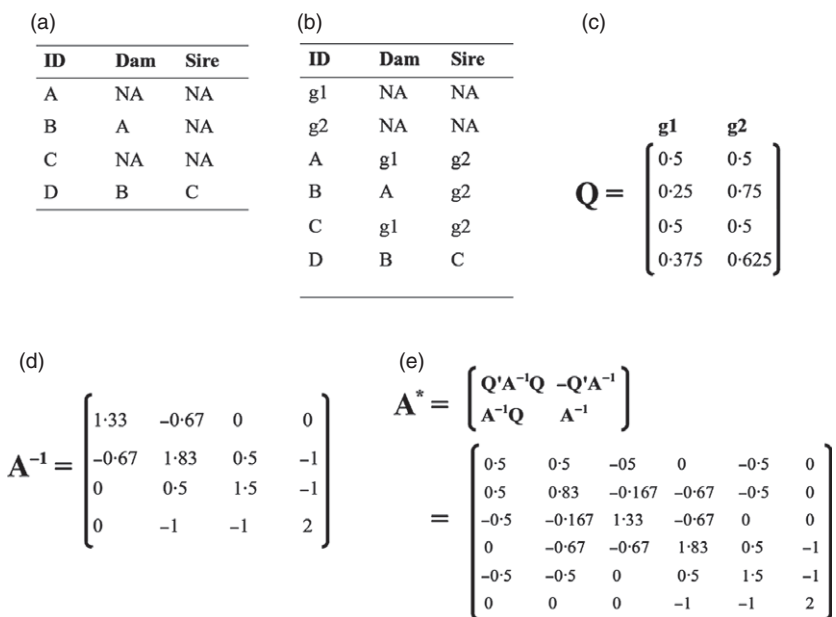 (a)
ID Dam Sire
A NA NA
B A NA
C NA NA
D B C
(b)
ID Dam Sire
g1 NA NA
g2 NA NA
A g1 g2
B A g2
C g1 g2
D B C
(c)
g1 g2
Q =
0·5 0·5
0·25 0·75
0·5 0·5
0·375 0·625
(d)
A⁻¹ =
1·33 −0·67 0 0
−0·67 1·83 0·5 −1
0 0·5 1·5 −1
0 −1 −1 2
(e)
A* =
Q'A⁻¹Q −Q'A⁻¹
A⁻¹Q A⁻¹
=
0·5 0·5 −05 0 −0·5 0
0·5 0·83 −0·167 −0·67 −0·5 0
−0·5 −0·167 1·33 −0·67 0 0
0 −0·67 −0·67 1·83 0·5 −1
−0·5 −0·5 0 0·5 1·5 −1
0 0 0 −1 −1 2